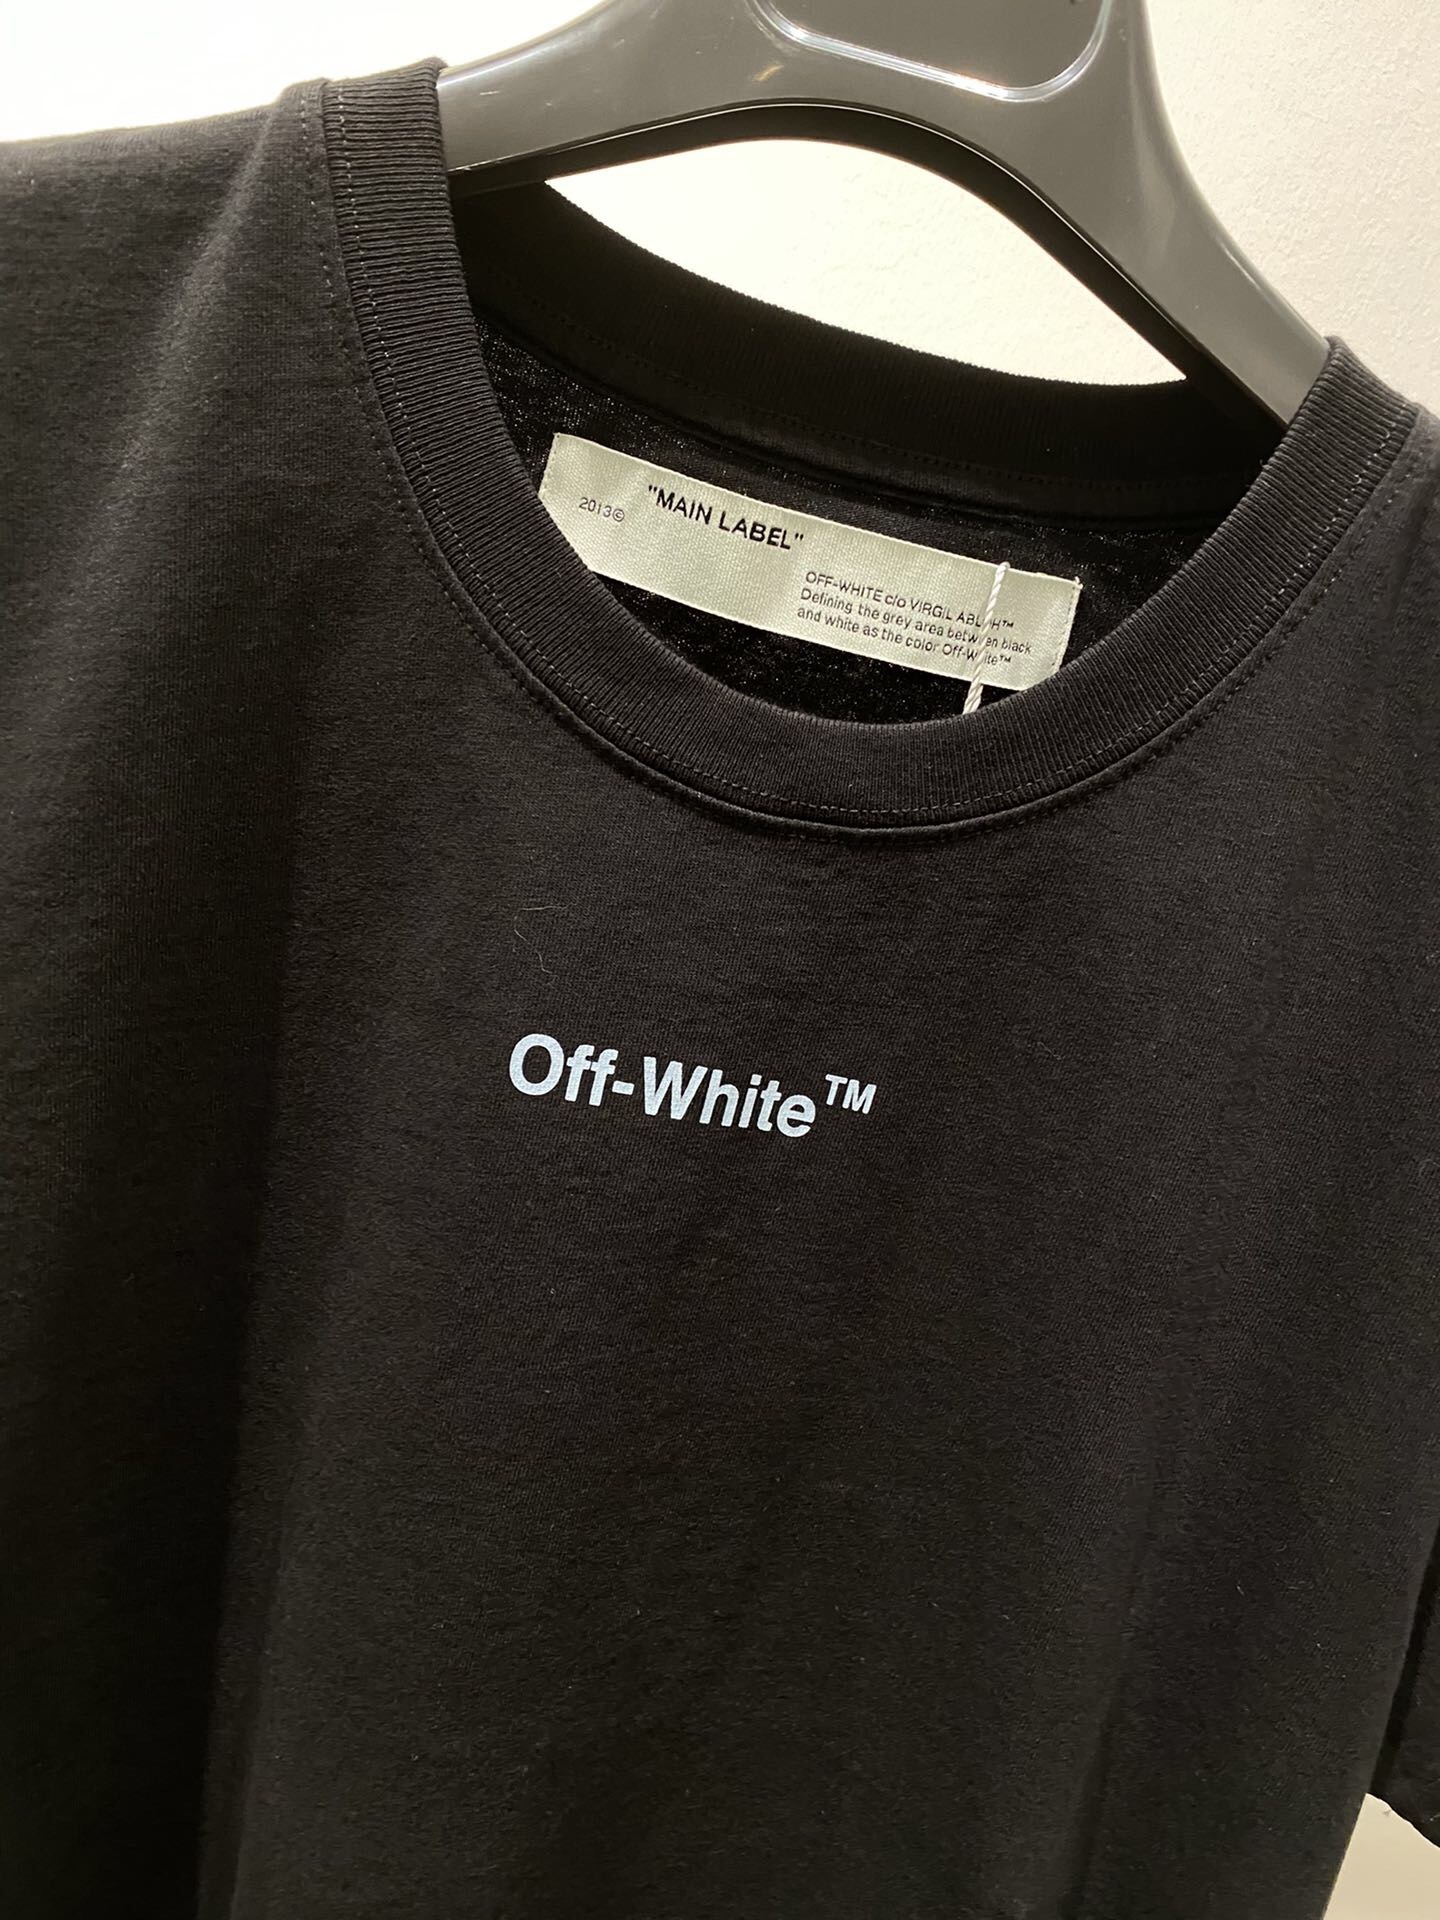 "MAIN LABEL"
2013©
OFF-WHITE c/o VIRGIL ABLOH™
Defining the grey area between black
and white as the color Off-White™
Off-White™